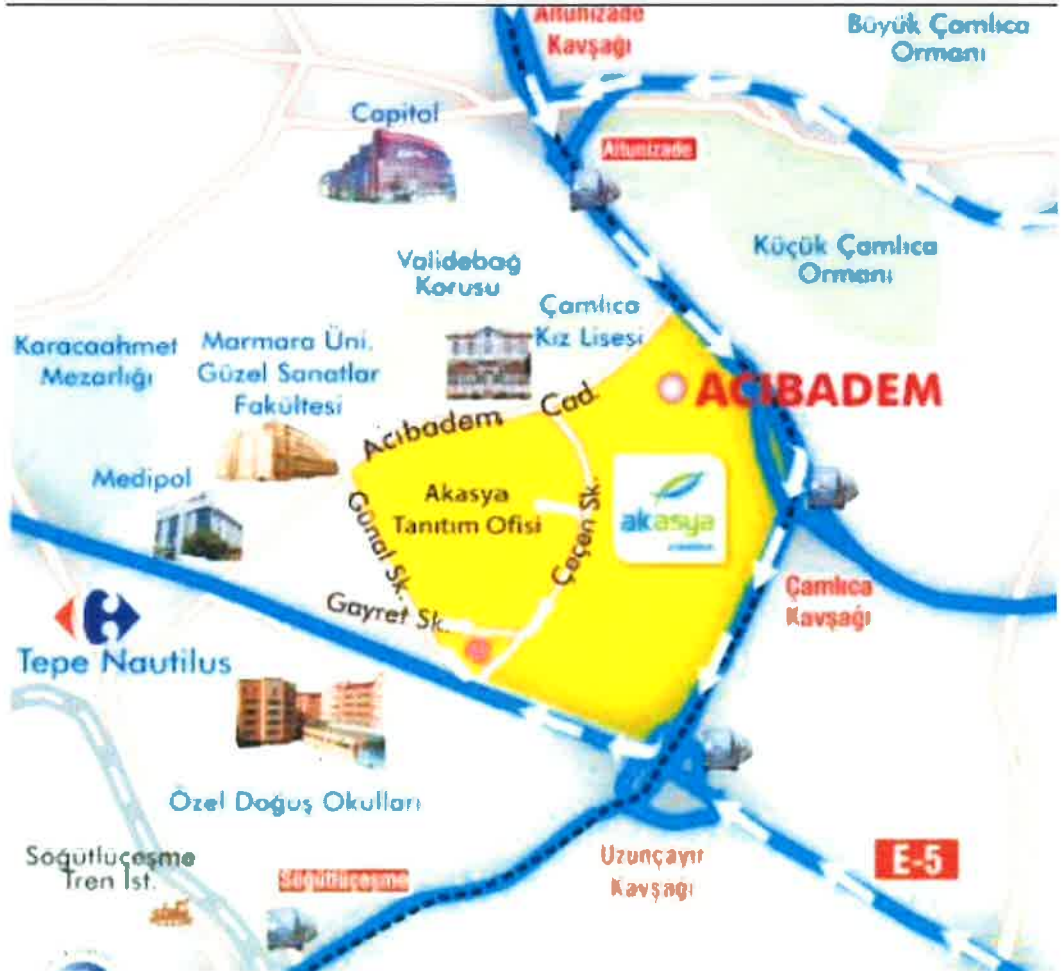 Altunizade
Kavşağı
Büyük Çamlıca
Ormanı
Capitol
Altunizade
Validebağ
Korusu
Küçük Çamlıca
Ormanı
Çamlıca
Kız Lisesi
Karacaahmet
Mezarlığı
Marmara Üni.
Güzel Sanatlar
Fakültesi
ACIBADEM
Acıbadem Cad.
Medipol
Akasya
Tanıtım Ofisi
akasya
Günal Sk.
Çeçen Sk.
Gayret Sk.
Çamlıca
Kavşağı
Tepe Nautilus
Özel Doğuş Okulları
Söğütlüçeşme
Tren İst.
Söğütlüçeşme
Uzunçayır
Kavşağı
E-5